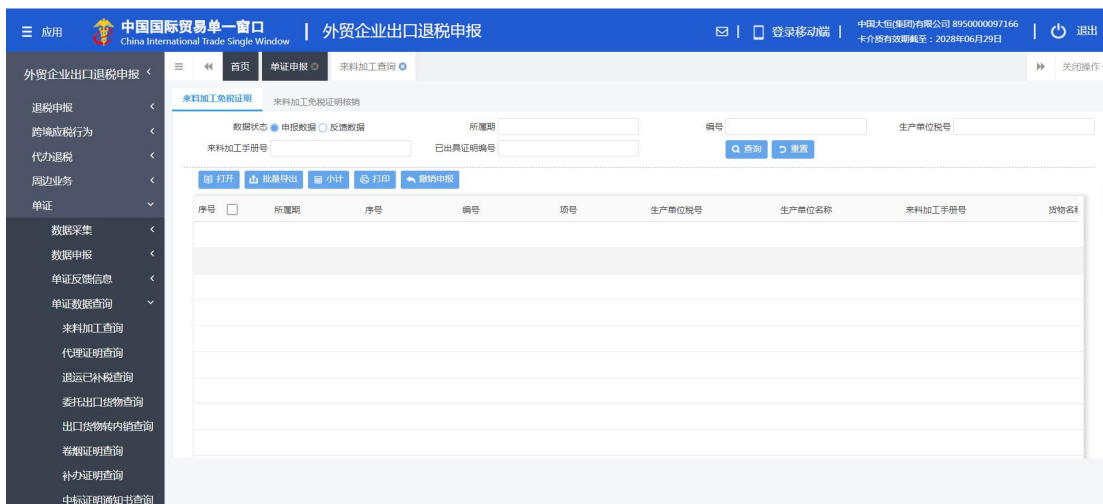 应用
中国国际贸易单一窗口
China International Trade Single Window
外贸企业出口退税申报
登录移动端
中国大恒(集团)有限公司 8950000097166
卡介质有效期截至：2028年06月29日
退出
外贸企业出口退税申报
首页 单证申报 来料加工查询 关闭操作
退税申报
跨境应税行为
代办退税
周边业务
单证
数据采集
数据申报
单证反馈信息
单证数据查询
来料加工查询
代理证明查询
退运已补税查询
委托出口货物查询
出口货物转内销查询
卷烟证明查询
补办证明查询
中标证明通知书查询
来料加工免税证明 来料加工免税证明核销
数据状态 申报数据 反馈数据 所属期 编号 生产单位税号
来料加工手册号 已出具证明编号 查询 重置
打开 批量导出 小计 打印 撤销申报
序号 所属期 序号 编号 项号 生产单位税号 生产单位名称 来料加工手册号 货物名